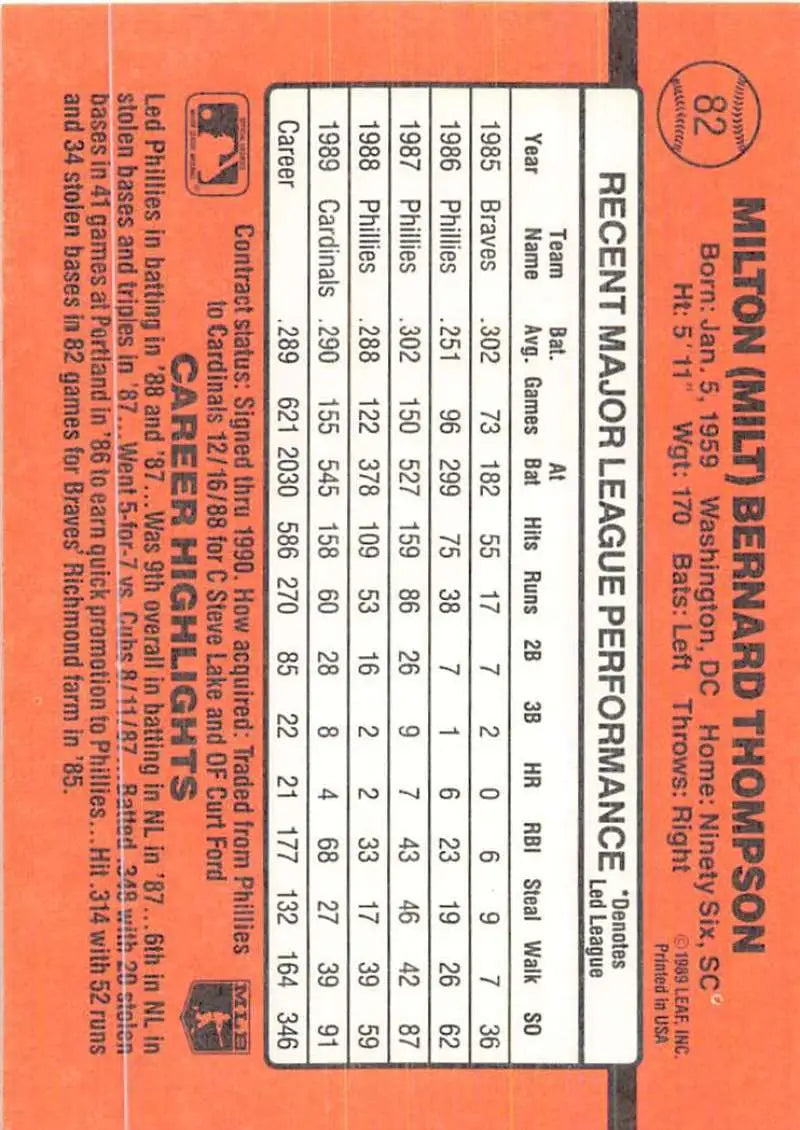 82
MILTON (MILT) BERNARD THOMPSON
Born: Jan. 5, 1959 Washington, DC Home: Ninety Six, SC
Ht: 5'11" Wgt: 170 Bats: Left Throws: Right
©1989 LEAF, INC.
Printed in USA
RECENT MAJOR LEAGUE PERFORMANCE *Denotes Led League
Year Team Name Bat. Avg. Games At Bat Hits Runs 2B 3B HR RBI Steal Walk SO
1985 Braves .302 73 182 55 17 7 2 0 6 9 7 36
1986 Phillies .251 96 299 75 38 7 1 6 23 19 26 62
1987 Phillies .302 150 527 159 86 26 9 7 43 46 42 87
1988 Phillies .288 122 378 109 53 16 2 2 33 17 39 59
1989 Cardinals .290 155 545 158 60 28 8 4 68 27 39 91
Career .289 621 2030 586 270 85 22 21 177 132 164 346
Contract status: Signed thru 1990. How acquired: Traded from Phillies
to Cardinals 12/16/88 for C Steve Lake and OF Curt Ford
MLB
CAREER HIGHLIGHTS
Led Phillies in batting in '88 and '87...Was 9th overall in batting in NL in '87...6th in NL in
stolen bases and triples in '87...Went 5-for-7 vs. Cubs 8/11/87...Batted .348 with 20 stolen
bases in 41 games at Portland in '86 to earn quick promotion to Phillies...Hit .314 with 52 runs
and 34 stolen bases in 82 games for Braves' Richmond farm in '85.